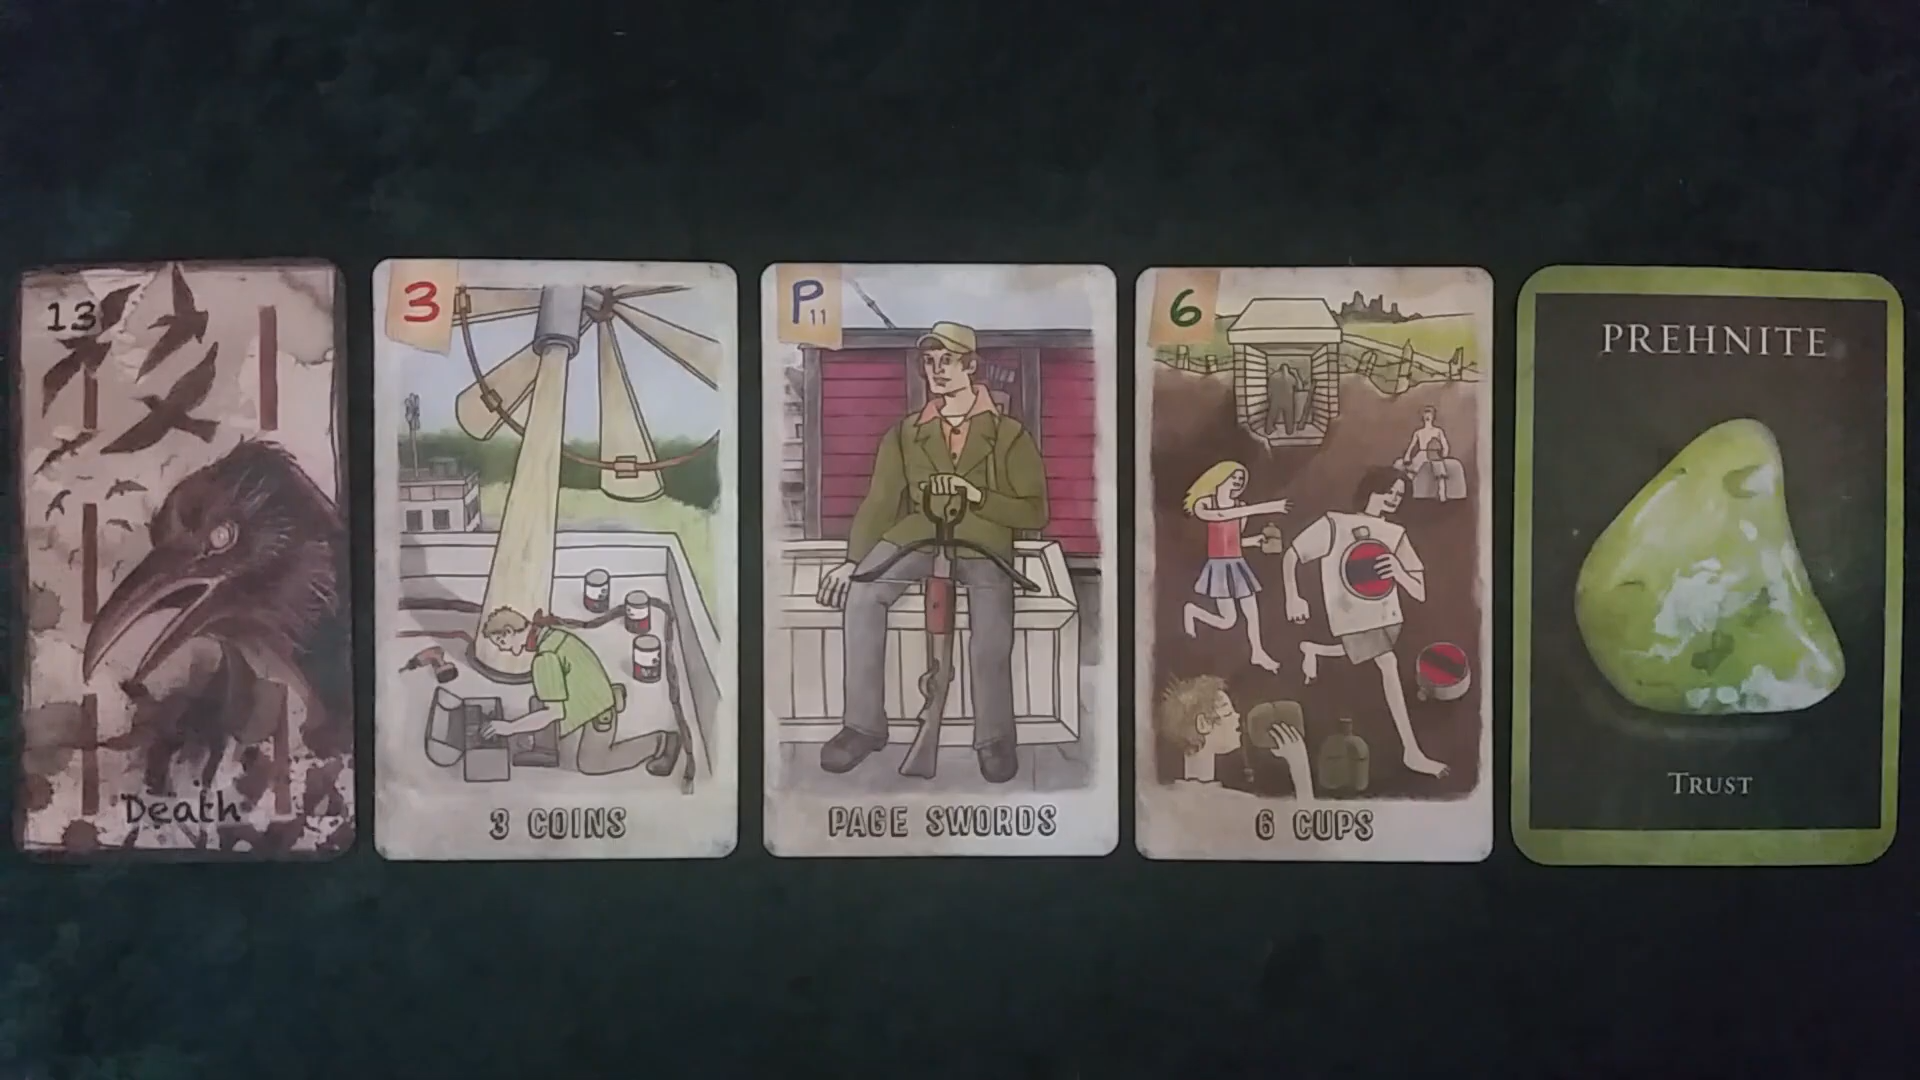 13
Death
3
3 COINS
P
11
PAGE SWORDS
6
6 CUPS
PREHNITE
TRUST